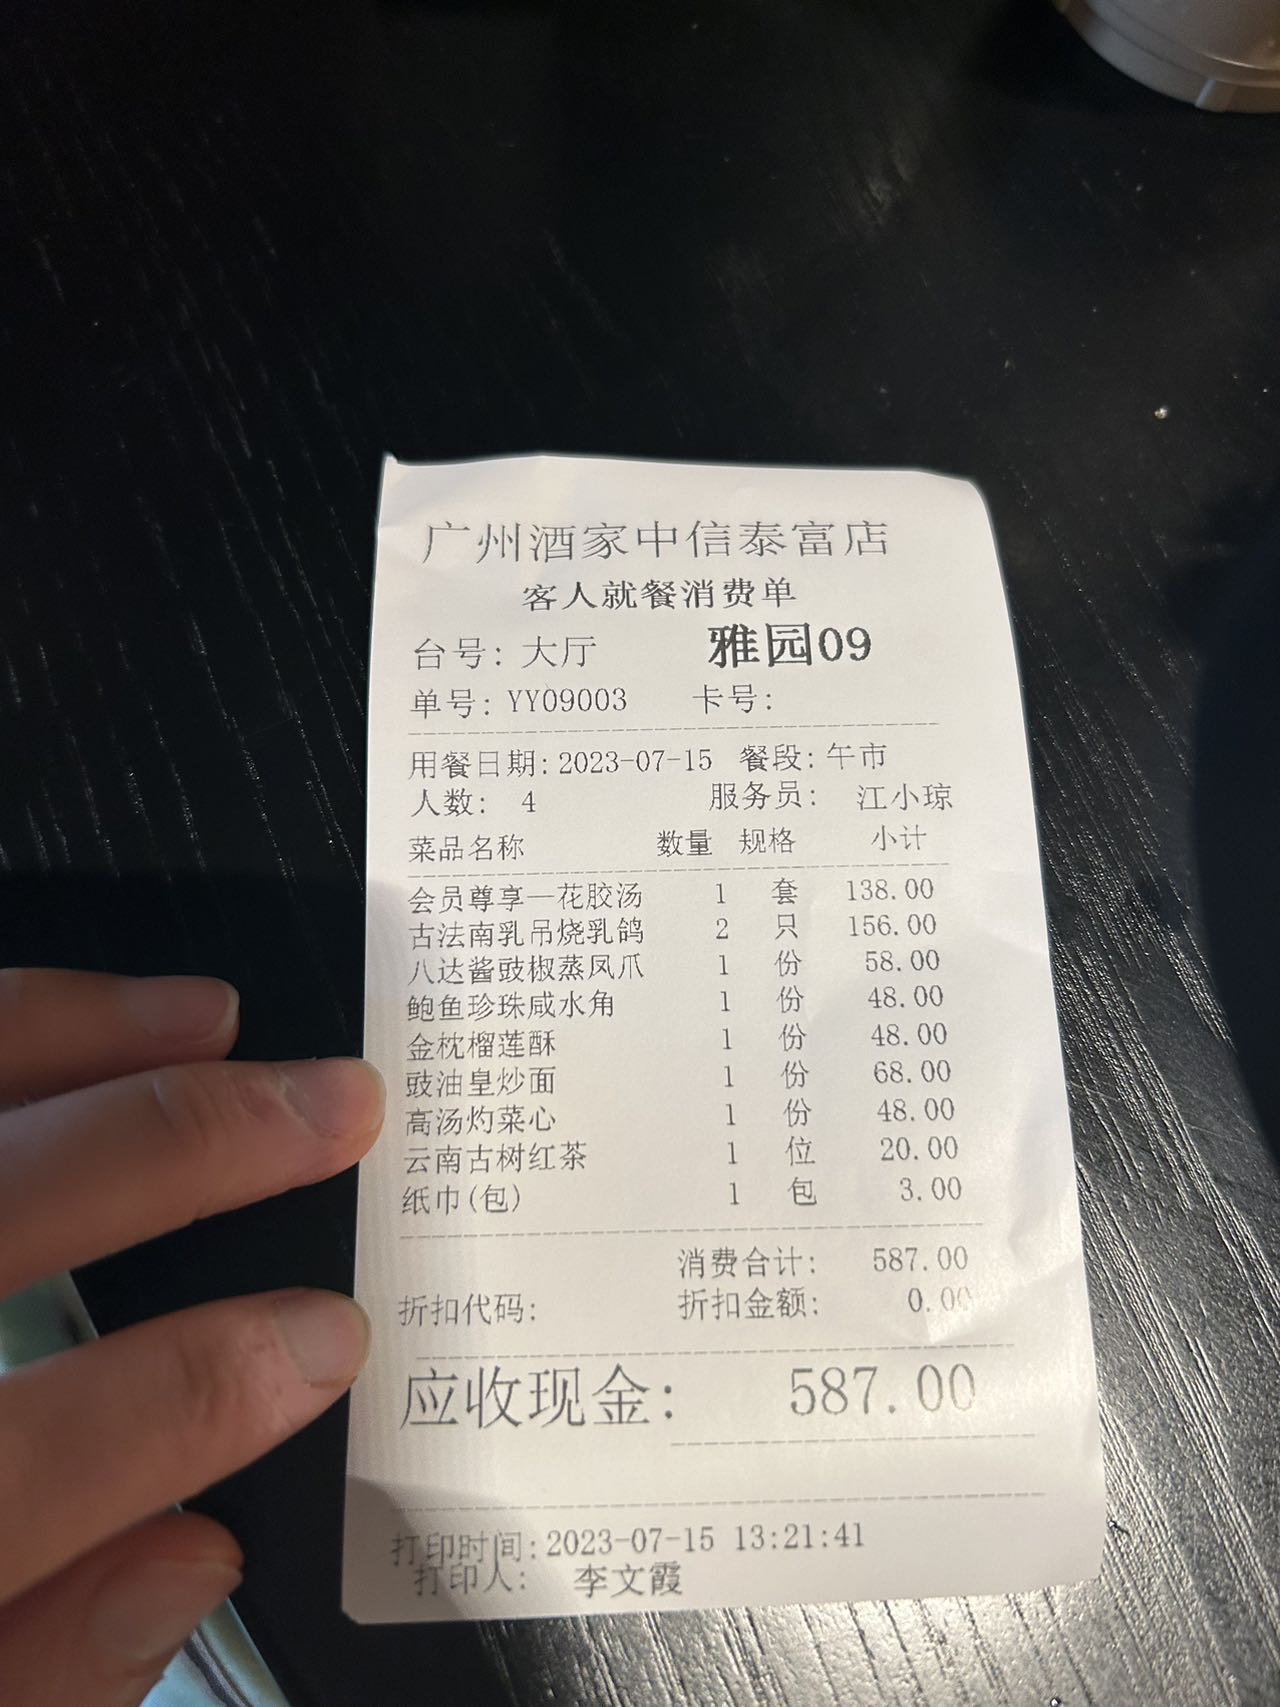 广州酒家中信泰富店
客人就餐消费单
台号: 大厅 雅园09
单号: YY09003 卡号:
用餐日期: 2023-07-15 餐段: 午市
人数: 4 服务员: 江小琼
菜品名称 数量 规格 小计
会员尊享—花胶汤 1 套 138.00
古法南乳吊烧乳鸽 2 只 156.00
八达酱豉椒蒸凤爪 1 份 58.00
鲍鱼珍珠咸水角 1 份 48.00
金枕榴莲酥 1 份 48.00
豉油皇炒面 1 份 68.00
高汤灼菜心 1 份 48.00
云南古树红茶 1 位 20.00
纸巾(包) 1 包 3.00
消费合计: 587.00
折扣代码: 折扣金额: 0.00
应收现金: 587.00
打印时间: 2023-07-15 13:21:41
打印人: 李文霞